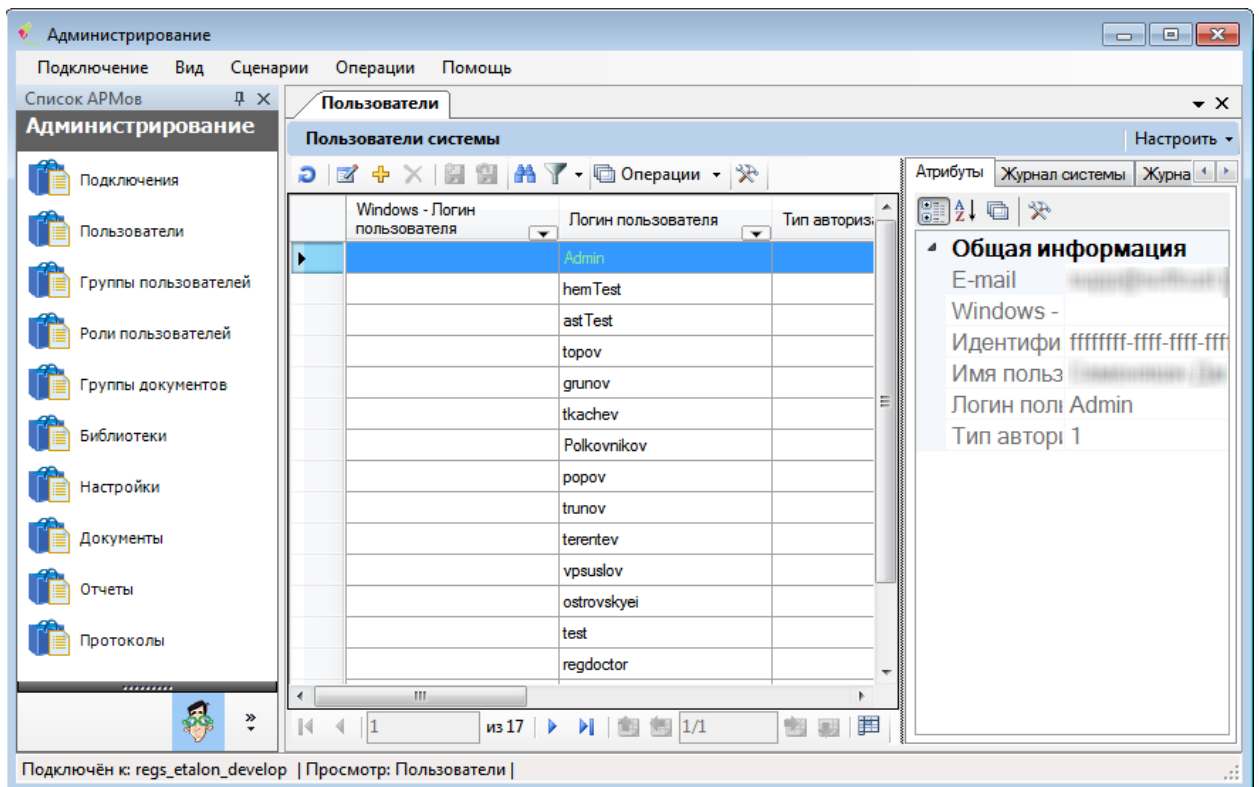 Администрирование
Подключение Вид Сценарии Операции Помощь
Список АРМов
Администрирование
Подключения
Пользователи
Группы пользователей
Роли пользователей
Группы документов
Библиотеки
Настройки
Документы
Отчеты
Протоколы
Пользователи
Пользователи системы
Настроить
Операции
Windows - Логин пользователя
Логин пользователя
Тип авториза
Admin
hemTest
astTest
topov
grunov
tkachev
Polkovnikov
popov
trunov
terentev
vpsuslov
ostrovskyei
test
regdoctor
1 из 17 1/1
Атрибуты Журнал системы Журна
Общая информация
E-mail
Windows -
Идентифи ffffffff-ffff-ffff-ffff
Имя польз
Логин поль Admin
Тип автори 1
Подключён к: regs_etalon_develop | Просмотр: Пользователи |